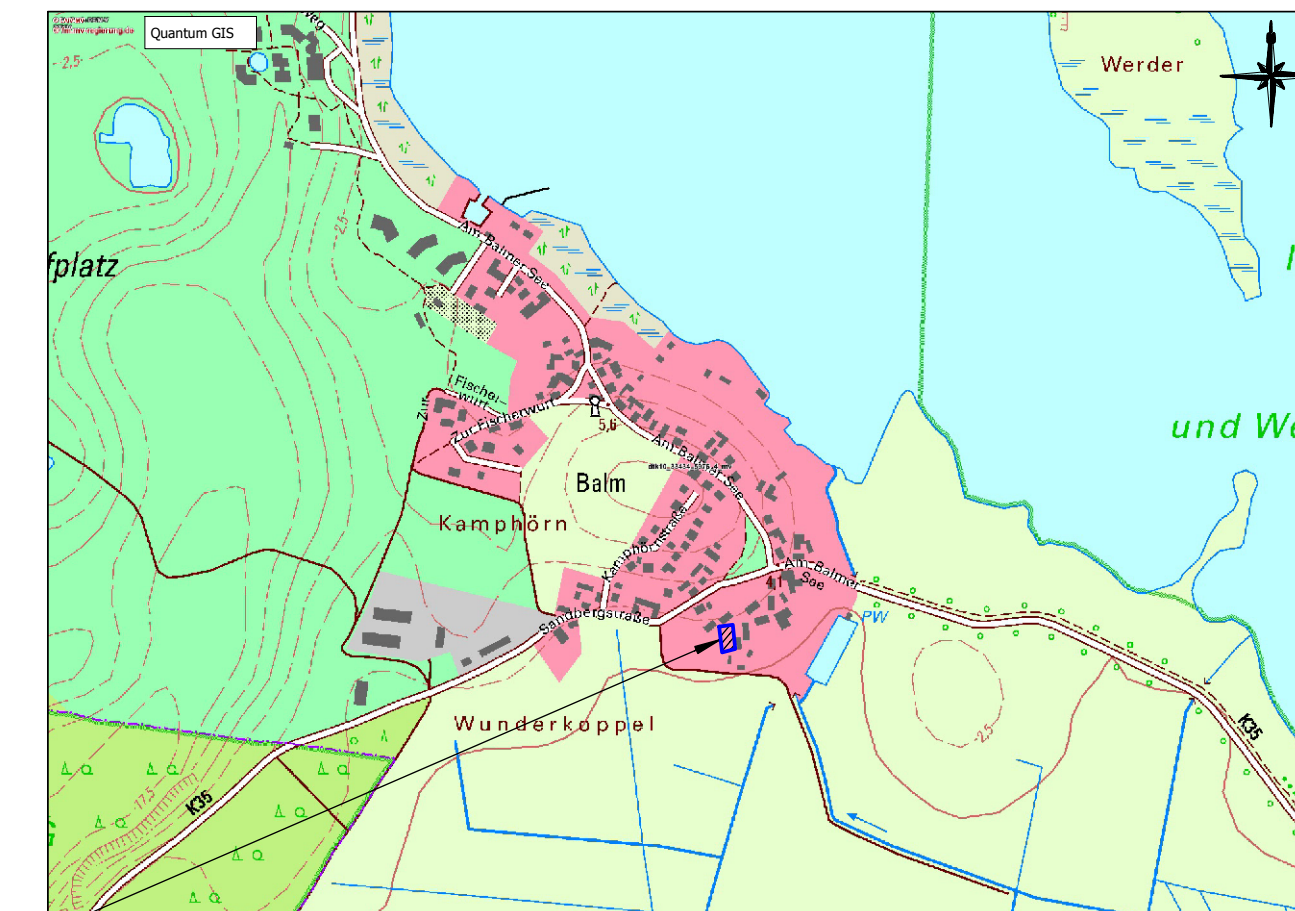 Quantum GIS
weg
2,5
Werder
2,5
fplatz
Am Balmer See
Fischer-
wurt
Zur
Zur Fischerwurt
5,6
und We
Am Balmer See
Balm
Kamphörn
Kamphörnstraße
Am Balmer
See
4,1
Sandbergstraße
PW
Wunderkoppel
2,5
K35
17,5
K35